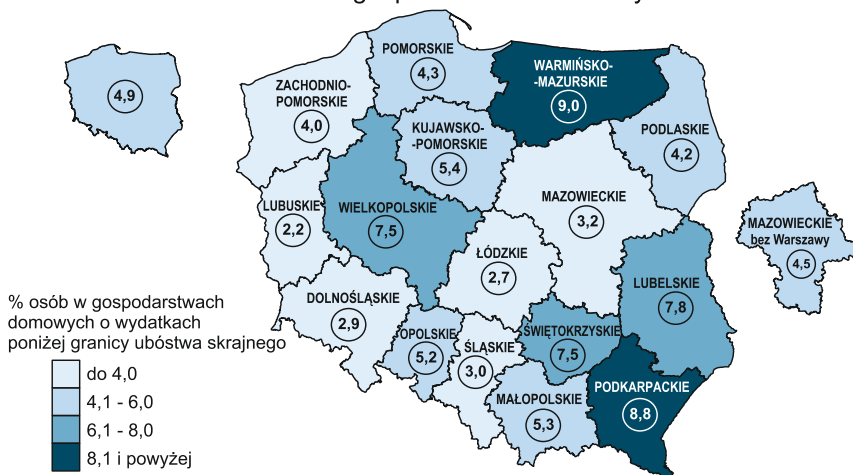 4,9
POMORSKIE
4,3
ZACHODNIO-
POMORSKIE
4,0
WARMIŃSKO-
-MAZURSKIE
9,0
KUJAWSKO-
-POMORSKIE
5,4
PODLASKIE
4,2
LUBUSKIE
2,2
WIELKOPOLSKIE
7,5
MAZOWIECKIE
3,2
MAZOWIECKIE
bez Warszawy
4,5
ŁÓDZKIE
2,7
LUBELSKIE
7,8
DOLNOŚLĄSKIE
2,9
OPOLSKIE
5,2
ŚLĄSKIE
3,0
ŚWIĘTOKRZYSKIE
7,5
MAŁOPOLSKIE
5,3
PODKARPACKIE
8,8
% osób w gospodarstwach
domowych o wydatkach
poniżej granicy ubóstwa skrajnego
do 4,0
4,1 - 6,0
6,1 - 8,0
8,1 i powyżej